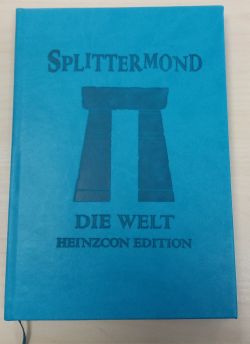 SPLITTERMOND
DIE WELT
HEINZCON EDITION